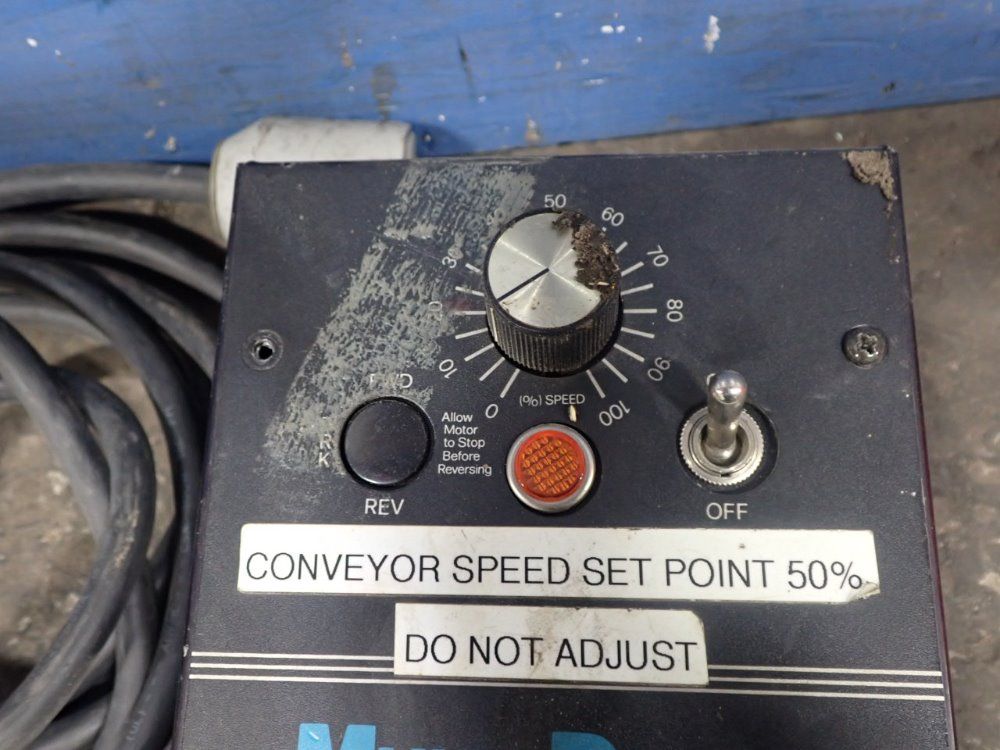 50
60
70
80
90
100
10
0
(%) SPEED
Allow
Motor
to Stop
Before
Reversing
REV
OFF
CONVEYOR SPEED SET POINT 50%
DO NOT ADJUST